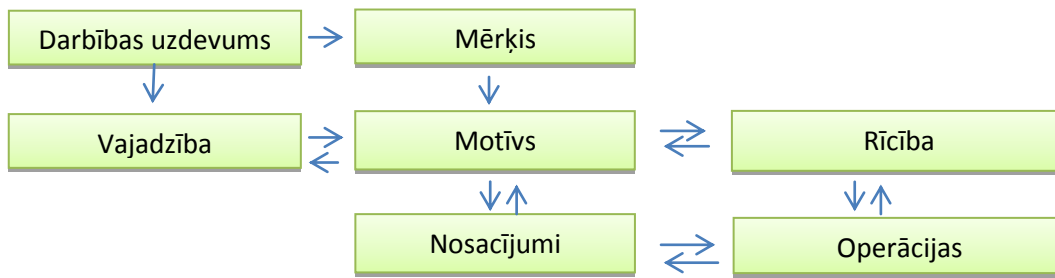 Darbības uzdevums
Mērķis
Vajadzība
Motīvs
Rīcība
Nosacījumi
Operācijas